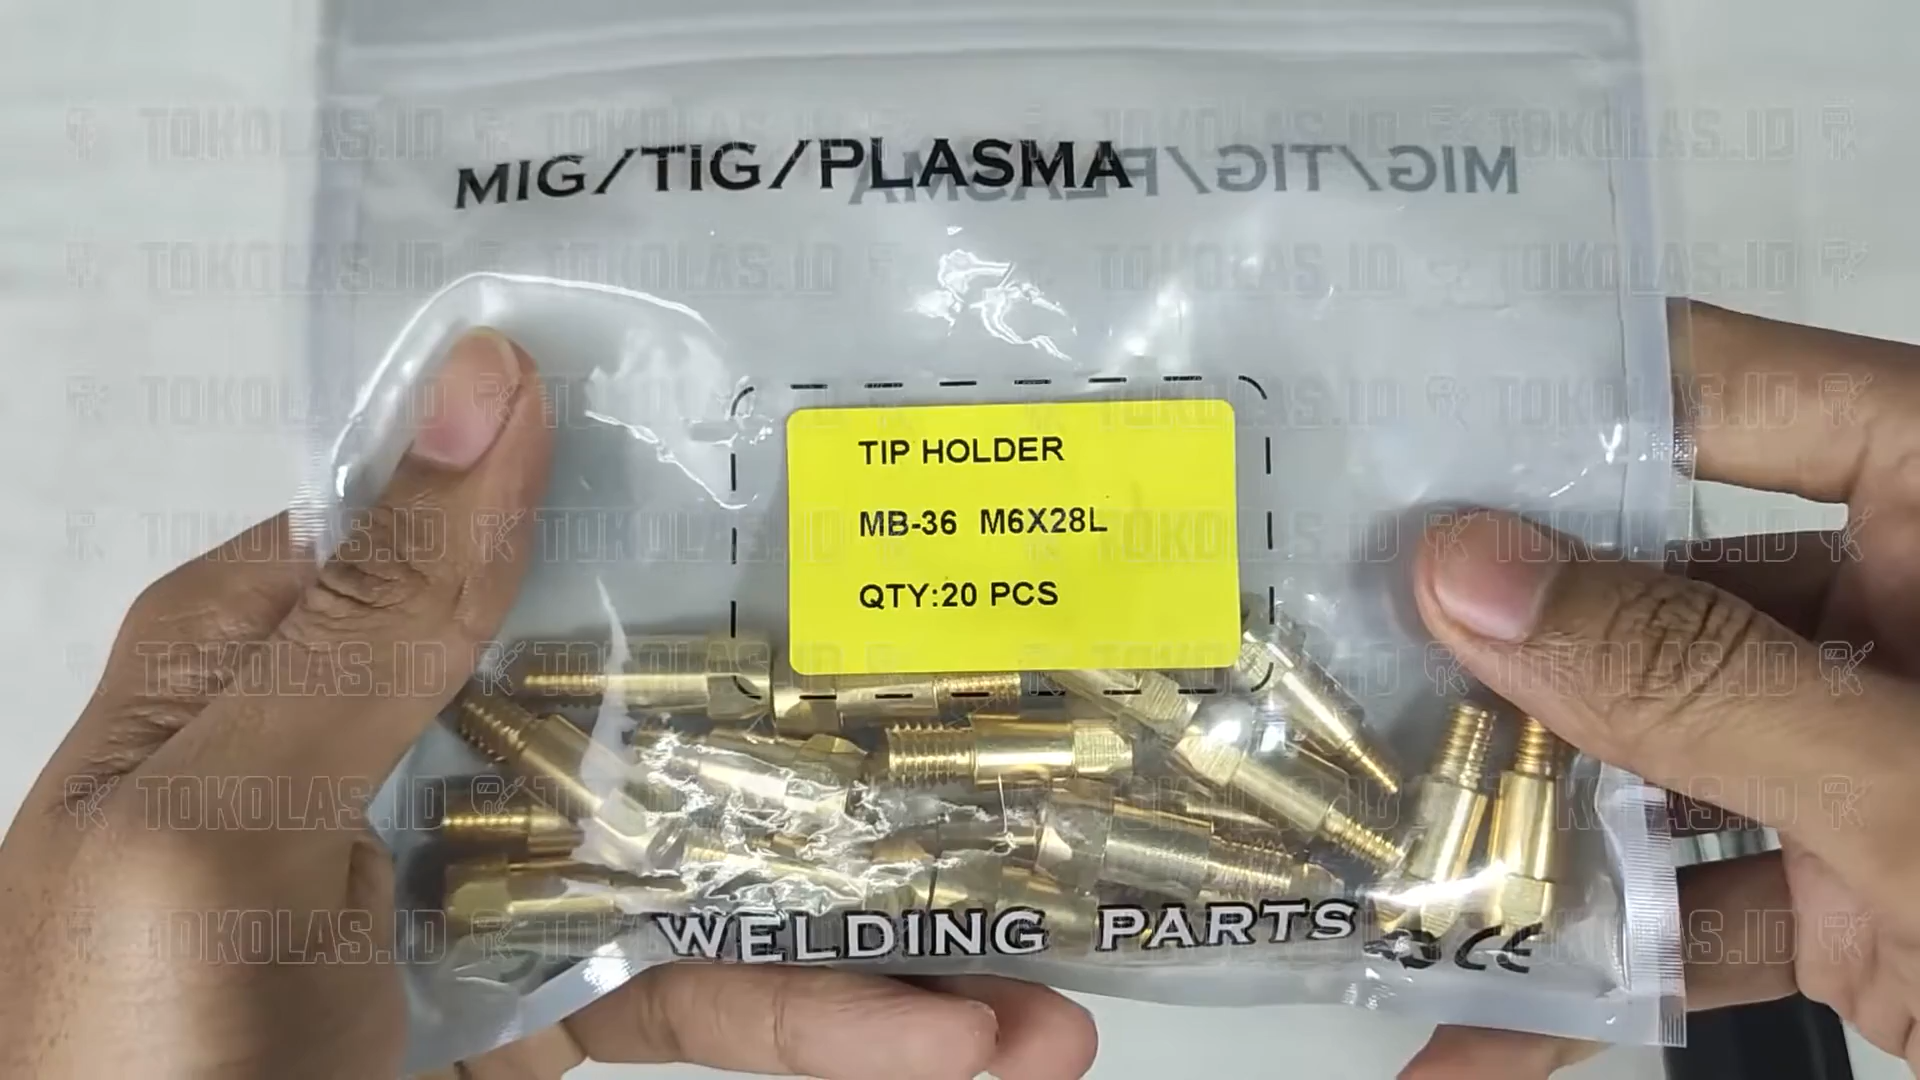 MIG/TIG/PLASMA
TIP HOLDER
MB-36 M6X28L
QTY:20 PCS
WELDING PARTS
CE
TOKOLAS.ID